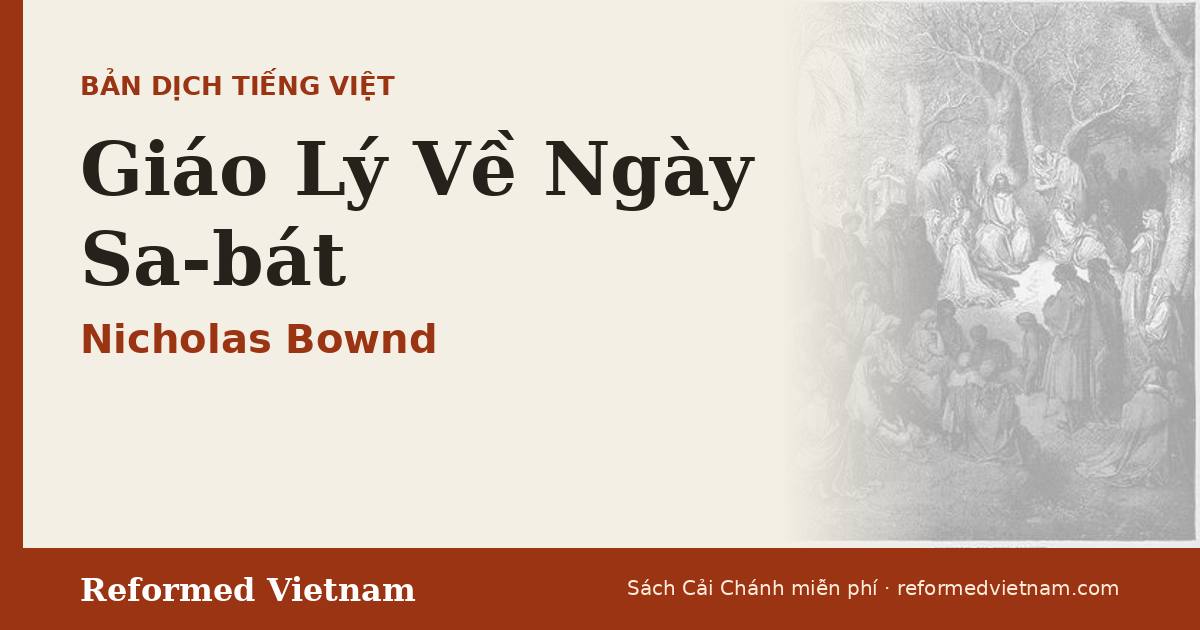 BẢN DỊCH TIẾNG VIỆT
Giáo Lý Về Ngày
Sa-bát
Nicholas Bownd
Reformed Vietnam
Sách Cải Chánh miễn phí · reformedvietnam.com